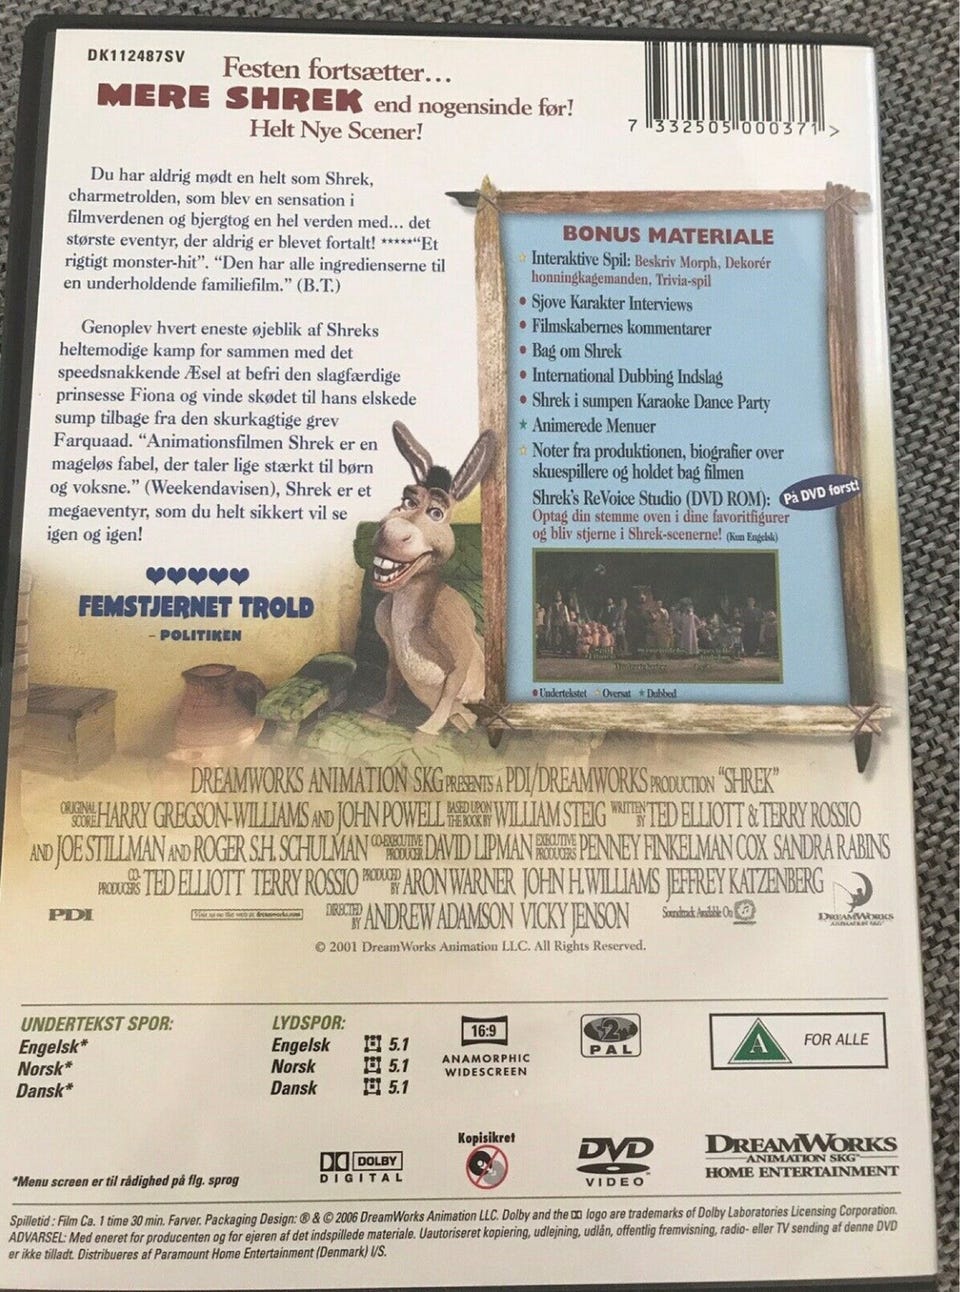 DK112487SV
Festen fortsætter...
MERE SHREK end nogensinde før!
Helt Nye Scener!
7 332505 000371 >
Du har aldrig mødt en helt som Shrek,
charmetrolden, som blev en sensation i
filmverdenen og bjergtog en hel verden med... det
største eventyr, der aldrig er blevet fortalt! *****“Et
rigtigt monster-hit”. “Den har alle ingredienserne til
en underholdende familiefilm.” (B.T.)
Genoplev hvert eneste øjeblik af Shreks
heltemodige kamp for sammen med det
speedsnakkende Æsel at befri den slagfærdige
prinsesse Fiona og vinde skødet til hans elskede
sump tilbage fra den skurkagtige grev
Farquaad. “Animationsfilmen Shrek er en
mageløs fabel, der taler lige stærkt til børn
og voksne.” (Weekendavisen), Shrek er et
megaeventyr, som du helt sikkert vil se
igen og igen!
FEMSTJERNET TROLD
– POLITIKEN
BONUS MATERIALE
Interaktive Spil: Beskriv Morph, Dekorér
honningkagemanden, Trivia-spil
• Sjove Karakter Interviews
• Filmskabernes kommentarer
• Bag om Shrek
• International Dubbing Indslag
• Shrek i sumpen Karaoke Dance Party
★ Animerede Menuer
Noter fra produktionen, biografier over
skuespillere og holdet bag filmen
Shrek's ReVoice Studio (DVD ROM):
På DVD først!
Optag din stemme oven i dine favoritfigurer
og bliv stjerne i Shrek-scenerne! (Kun Engelsk)
• Undertekstet ★ Oversat ★ Dubbed
DREAMWORKS ANIMATION SKG PRESENTS A PDI/DREAMWORKS PRODUCTION “SHREK”
ORIGINAL SCORE HARRY GREGSON-WILLIAMS AND JOHN POWELL BASED UPON THE BOOK BY WILLIAM STEIG WRITTEN BY TED ELLIOTT & TERRY ROSSIO
AND JOE STILLMAN AND ROGER S.H. SCHULMAN CO-EXECUTIVE PRODUCER DAVID LIPMAN EXECUTIVE PRODUCERS PENNEY FINKELMAN COX SANDRA RABINS
CO-PRODUCERS TED ELLIOTT TERRY ROSSIO PRODUCED BY ARON WARNER JOHN H. WILLIAMS JEFFREY KATZENBERG
PDI
DIRECTED BY ANDREW ADAMSON VICKY JENSON
Soundtrack Available On
DREAMWORKS
ANIMATION SKG
© 2001 DreamWorks Animation LLC. All Rights Reserved.
UNDERTEKST SPOR:
Engelsk*
Norsk*
Dansk*
LYDSPOR:
Engelsk 5.1
Norsk 5.1
Dansk 5.1
16:9
ANAMORPHIC
WIDESCREEN
2
PAL
A FOR ALLE
*Menu screen er til rådighed på flg. sprog
DOLBY
DIGITAL
Kopisikret
DVD
VIDEO
DREAMWORKS
ANIMATION SKG
HOME ENTERTAINMENT
Spilletid : Film Ca. 1 time 30 min. Farver. Packaging Design: ® & © 2006 DreamWorks Animation LLC. Dolby and the logo are trademarks of Dolby Laboratories Licensing Corporation.
ADVARSEL: Med eneret for producenten og for ejeren af det indspillede materiale. Uautoriseret kopiering, udlejning, udlån, offentlig fremvisning, radio- eller TV sending af denne DVD
er ikke tilladt. Distribueres af Paramount Home Entertainment (Denmark) I/S.